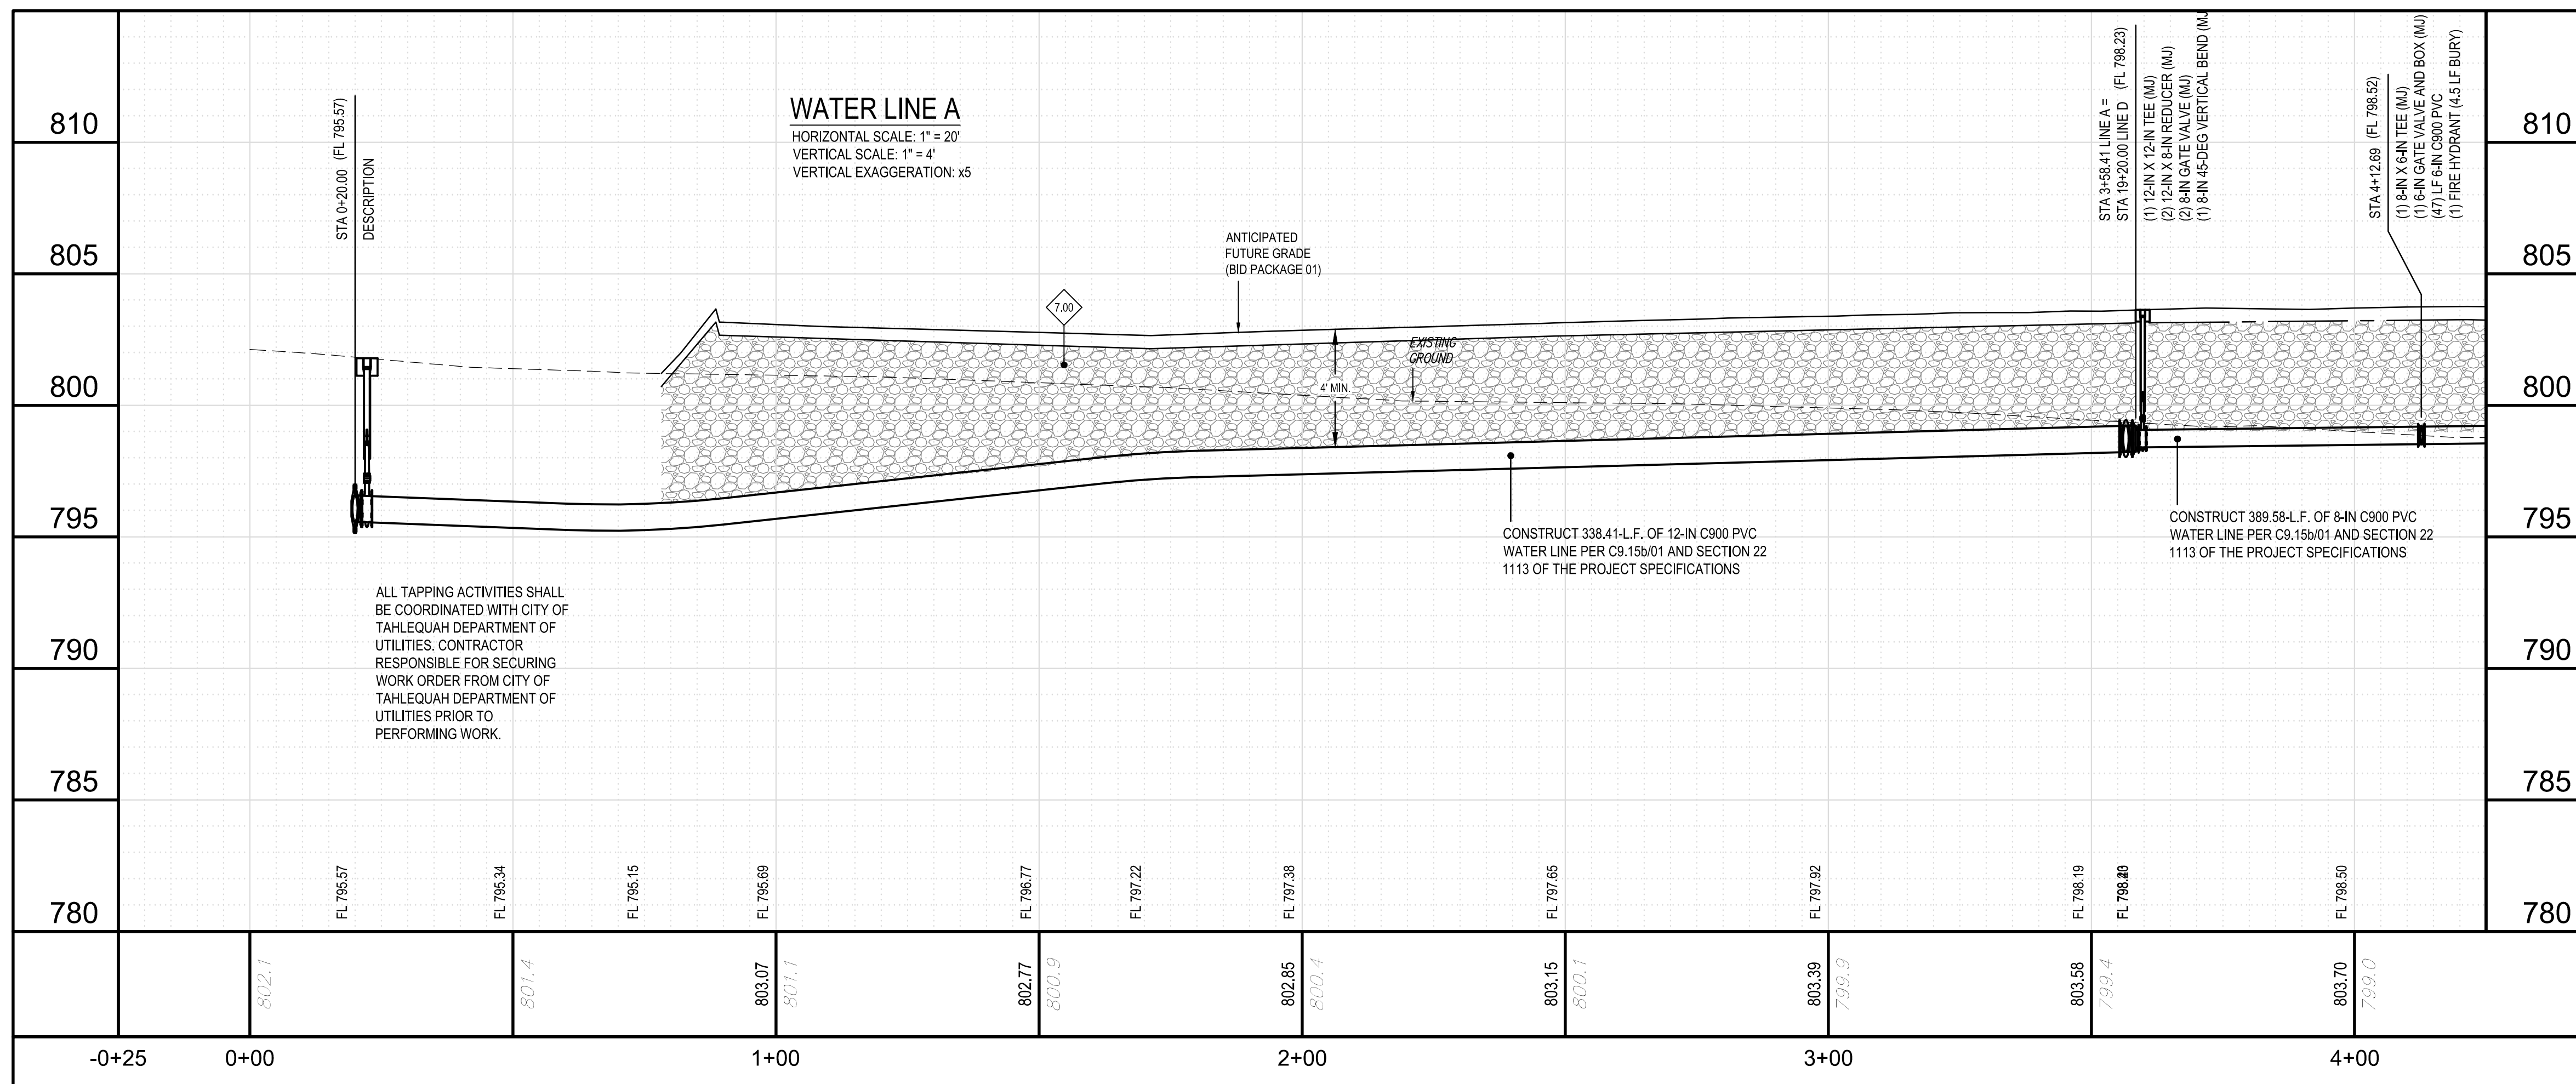 WATER LINE A
HORIZONTAL SCALE: 1" = 20'
VERTICAL SCALE: 1" = 4'
VERTICAL EXAGGERATION: x5
810
805
800
795
790
785
780
810
805
800
795
790
785
780
STA 0+20.00 (FL 795.57)
DESCRIPTION
7.00
ANTICIPATED
FUTURE GRADE
(BID PACKAGE 01)
4' MIN.
EXISTING
GROUND
STA 3+58.41 LINE A =
STA 19+20.00 LINE D (FL 798.23)
(1) 12-IN X 12-IN TEE (MJ)
(2) 12-IN X 8-IN REDUCER (MJ)
(2) 8-IN GATE VALVE (MJ)
(1) 8-IN 45-DEG VERTICAL BEND (MJ
STA 4+12.69 (FL 798.52)
(1) 8-IN X 6-IN TEE (MJ)
(1) 6-IN GATE VALVE AND BOX (MJ)
(47) LF 6-IN C900 PVC
(1) FIRE HYDRANT (4.5 LF BURY)
CONSTRUCT 338.41-L.F. OF 12-IN C900 PVC
WATER LINE PER C9.15b/01 AND SECTION 22
1113 OF THE PROJECT SPECIFICATIONS
CONSTRUCT 389.58-L.F. OF 8-IN C900 PVC
WATER LINE PER C9.15b/01 AND SECTION 22
1113 OF THE PROJECT SPECIFICATIONS
ALL TAPPING ACTIVITIES SHALL
BE COORDINATED WITH CITY OF
TAHLEQUAH DEPARTMENT OF
UTILITIES. CONTRACTOR
RESPONSIBLE FOR SECURING
WORK ORDER FROM CITY OF
TAHLEQUAH DEPARTMENT OF
UTILITIES PRIOR TO
PERFORMING WORK.
FL 795.57
FL 795.34
FL 795.15
FL 795.69
FL 796.77
FL 797.22
FL 797.38
FL 797.65
FL 797.92
FL 798.19
FL
FL 798.50
802.1
801.4
803.07
801.1
802.77
800.9
802.85
800.4
803.15
800.1
803.39
799.9
803.58
799.4
803.70
799.0
-0+25
0+00
1+00
2+00
3+00
4+00